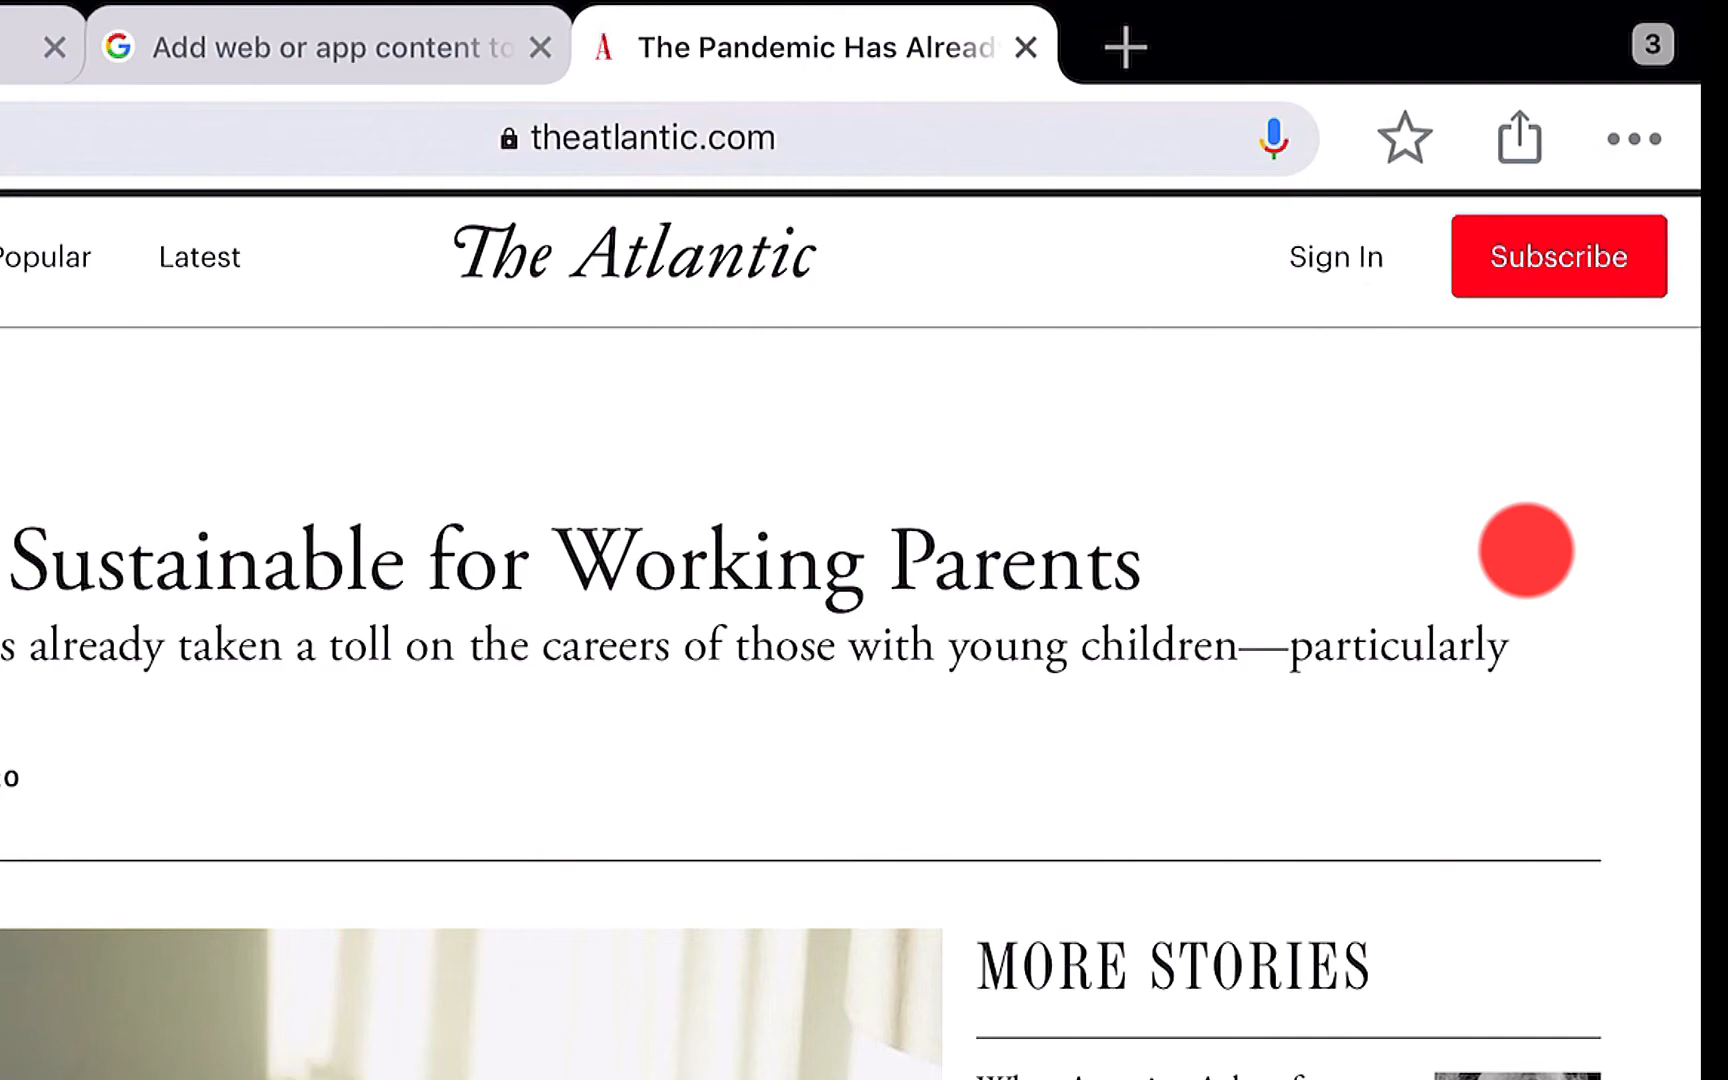 Add web or app content to
The Pandemic Has Alread
3
theatlantic.com
Popular
Latest
The Atlantic
Sign In
Subscribe
Sustainable for Working Parents
s already taken a toll on the careers of those with young children—particularly
MORE STORIES